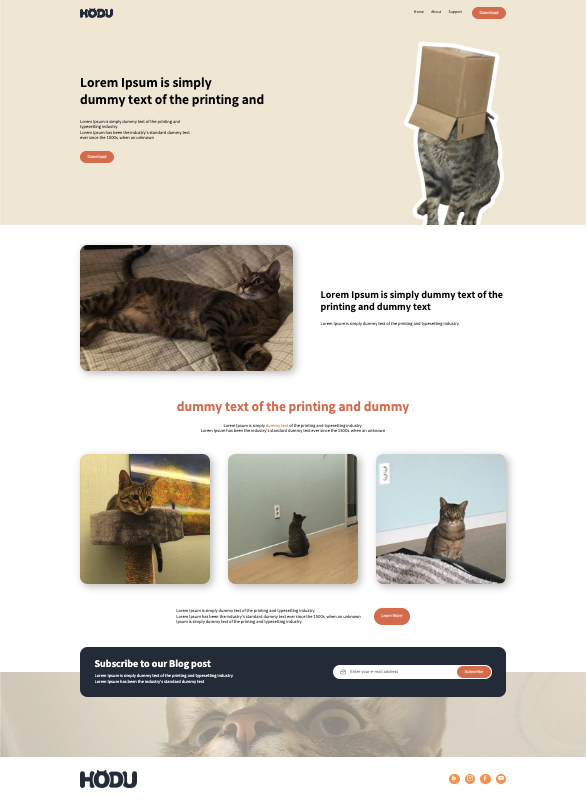 HODU
Home About Support Download
Lorem Ipsum is simply
dummy text of the printing and
Lorem Ipsum is simply dummy text of the printing and
typesetting industry.
Lorem Ipsum has been the industry's standard dummy text
ever since the 1500s, when an unknown
Download
Lorem Ipsum is simply dummy text of the
printing and dummy text
Lorem Ipsum is simply dummy text of the printing and typesetting industry.
dummy text of the printing and dummy
Lorem Ipsum is simply dummy text of the printing and typesetting industry.
Lorem Ipsum has been the industry's standard dummy text ever since the 1500s, when an unknown
Lorem Ipsum is simply dummy text of the printing and typesetting industry.
Lorem Ipsum has been the industry's standard dummy text ever since the 1500s, when an unknown
Ipsum is simply dummy text of the printing and typesetting industry.
Learn More
Subscribe to our Blog post
Lorem Ipsum is simply dummy text of the printing and typesetting industry.
Lorem Ipsum has been the industry's standard dummy text
Enter your e-mail address
Subscribe
HODU